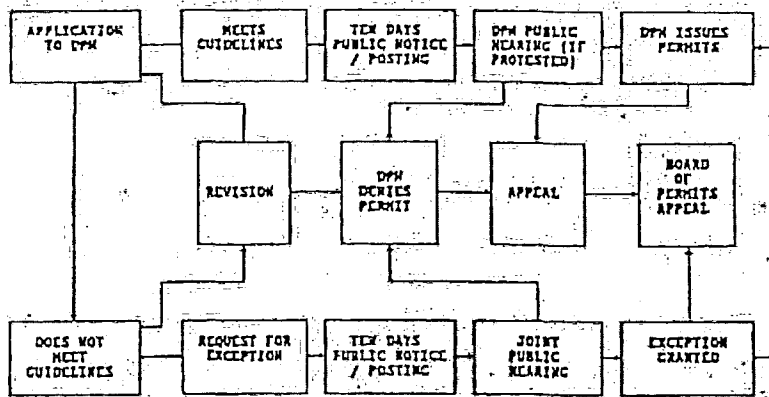 APPLICATION
TO DPW
MEETS
GUIDELINES
TEN DAYS
PUBLIC NOTICE
/ POSTING
DPW PUBLIC
HEARING (IF
PROTESTED)
DPW ISSUES
PERMITS
REVISION
DPW
DENIES
PERMIT
APPEAL
BOARD
OF
PERMITS
APPEAL
DOES NOT
MEET
GUIDELINES
REQUEST FOR
EXCEPTION
TEN DAYS
PUBLIC NOTICE
/ POSTING
JOINT
PUBLIC
HEARING
EXCEPTION
GRANTED